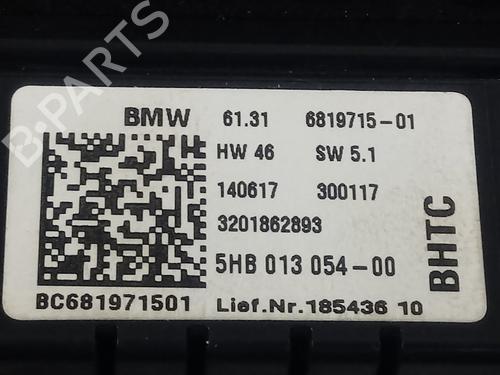 BMW 61.31 6819715-01
HW 46 SW 5.1
140617 300117
3201862893
5HB 013 054-00
BHTC
BC681971501 Lief.Nr.185436 10
B-PARTS